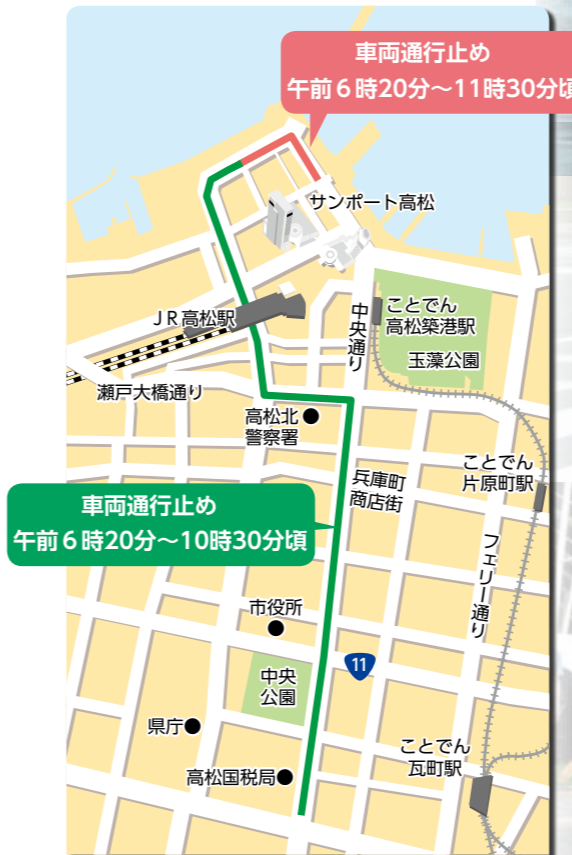 車両通行止め
午前6時20分～11時30分頃
サンポート高松
JR高松駅
中央通り
ことでん
高松築港駅
玉藻公園
瀬戸大橋通り
高松北
警察署
兵庫町
商店街
ことでん
片原町駅
車両通行止め
午前6時20分～10時30分頃
フェリー通り
市役所
11
中央
公園
県庁
ことでん
瓦町駅
高松国税局